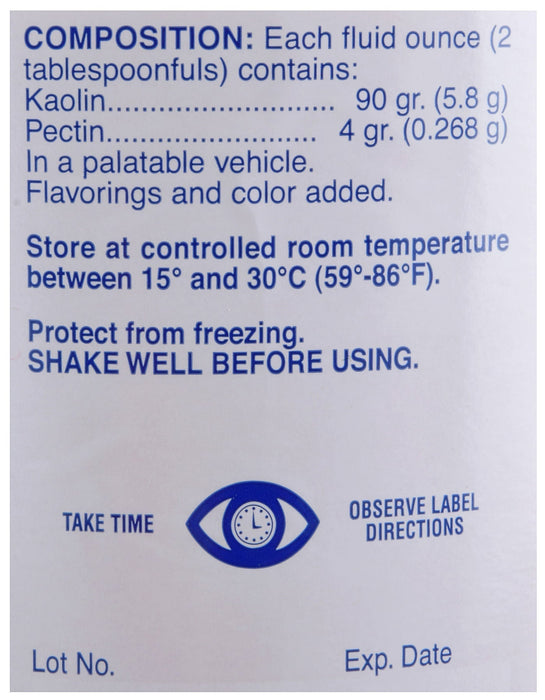 COMPOSITION: Each fluid ounce (2
tablespoonfuls) contains:
Kaolin.............................. 90 gr. (5.8 g)
Pectin............................ 4 gr. (0.268 g)
In a palatable vehicle.
Flavorings and color added.
Store at controlled room temperature
between 15° and 30°C (59°-86°F).
Protect from freezing.
SHAKE WELL BEFORE USING.
TAKE TIME
OBSERVE LABEL
DIRECTIONS
Lot No.
Exp. Date